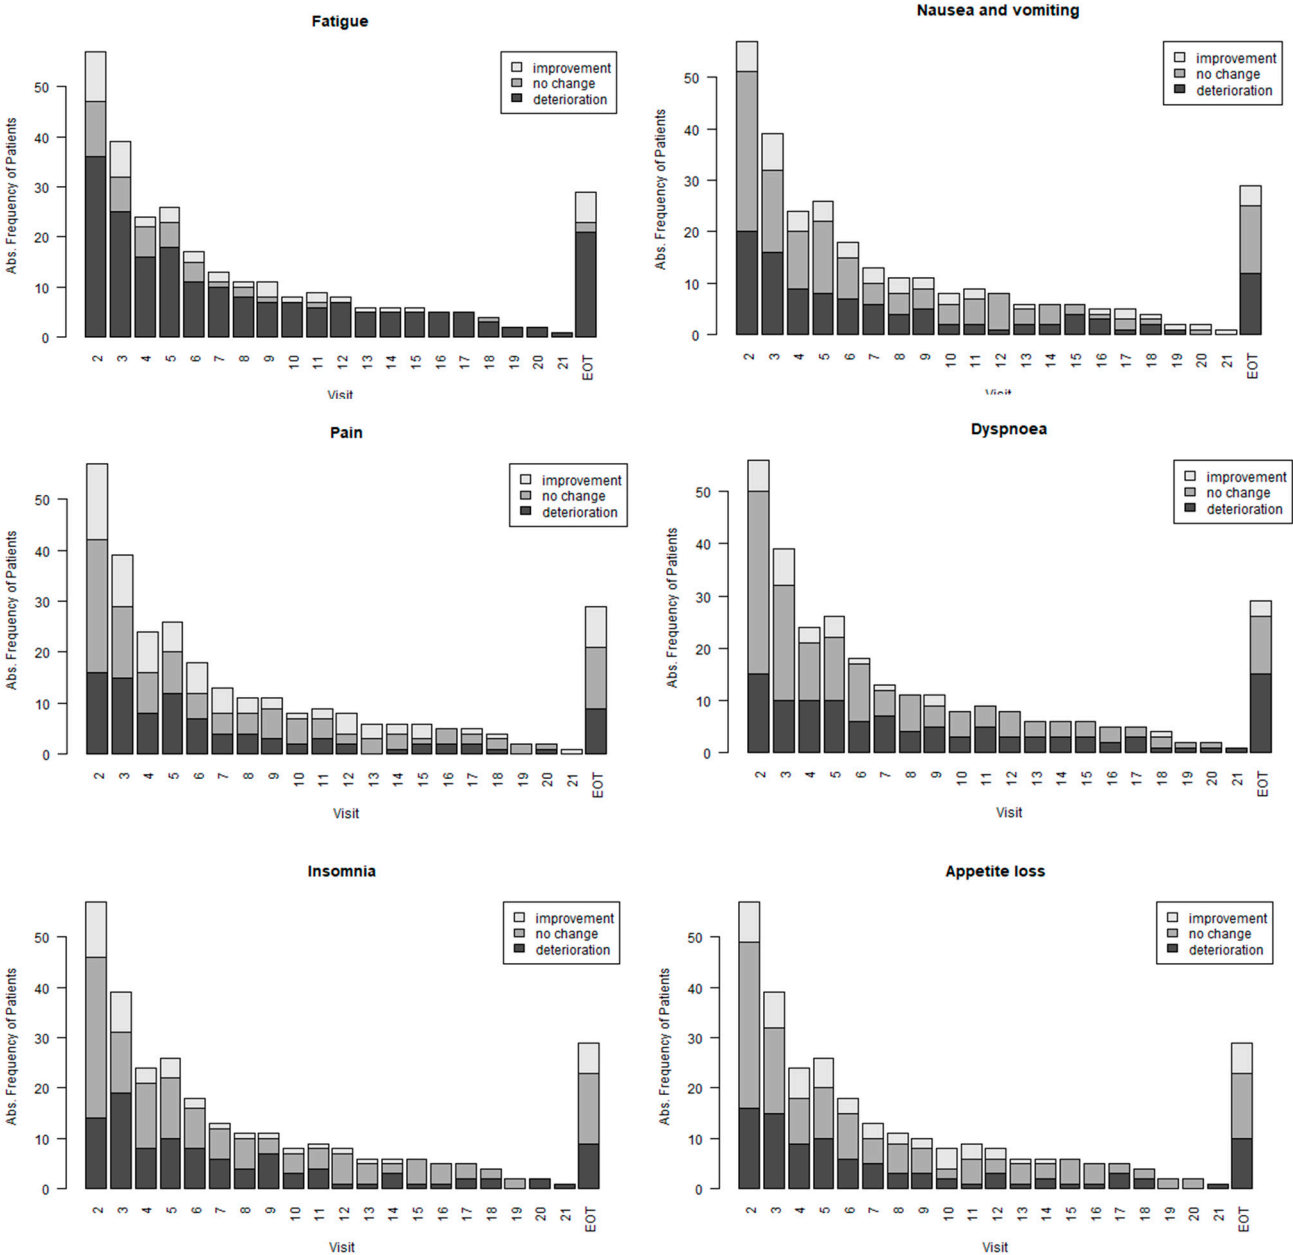 Fatigue
improvement
no change
deterioration
Abs. Frequency of Patients
50
40
30
20
10
0
2 3 4 5 6 7 8 9 10 11 12 13 14 15 16 17 18 19 20 21 EOT
Visit
Nausea and vomiting
improvement
no change
deterioration
Abs. Frequency of Patients
50
40
30
20
10
0
2 3 4 5 6 7 8 9 10 11 12 13 14 15 16 17 18 19 20 21 EOT
Visit
Pain
improvement
no change
deterioration
Abs. Frequency of Patients
50
40
30
20
10
0
2 3 4 5 6 7 8 9 10 11 12 13 14 15 16 17 18 19 20 21 EOT
Visit
Dyspnoea
improvement
no change
deterioration
Abs. Frequency of Patients
50
40
30
20
10
0
2 3 4 5 6 7 8 9 10 11 12 13 14 15 16 17 18 19 20 21 EOT
Visit
Insomnia
improvement
no change
deterioration
Abs. Frequency of Patients
50
40
30
20
10
0
2 3 4 5 6 7 8 9 10 11 12 13 14 15 16 17 18 19 20 21 EOT
Visit
Appetite loss
improvement
no change
deterioration
Abs. Frequency of Patients
50
40
30
20
10
0
2 3 4 5 6 7 8 9 10 11 12 13 14 15 16 17 18 19 20 21 EOT
Visit